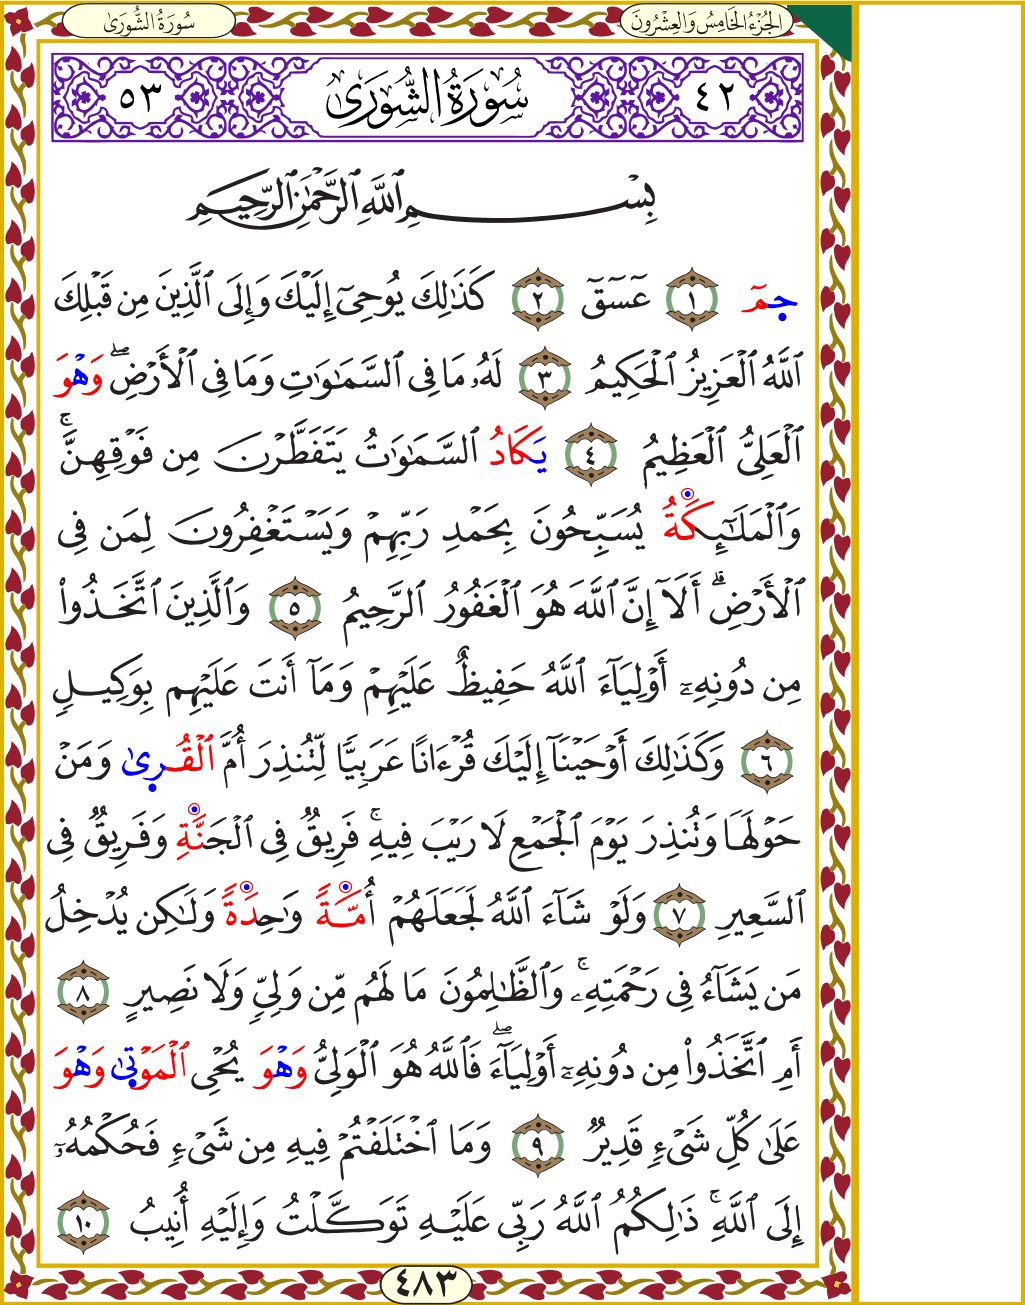 الجُزْءُ الخَامِسُ وَالعِشْرُونَ
سُورَةُ الشُّورَىٰ
٤٢ سُورَةُ الشُّورَىٰ ٥٣
بِسْمِ ٱللَّهِ ٱلرَّحْمَٰنِ ٱلرَّحِيمِ
حمٓ ١ عٓسٓقٓ ٢ كَذَٰلِكَ يُوحِىٓ إِلَيْكَ وَإِلَى ٱلَّذِينَ مِن قَبْلِكَ
ٱللَّهُ ٱلْعَزِيزُ ٱلْحَكِيمُ ٣ لَهُۥ مَا فِى ٱلسَّمَٰوَٰتِ وَمَا فِى ٱلْأَرْضِۖ وَهْوَ
ٱلْعَلِىُّ ٱلْعَظِيمُ ٤ يَكَادُ ٱلسَّمَٰوَٰتُ يَتَفَطَّرْنَ مِن فَوْقِهِنَّۚ
وَٱلْمَلَٰٓئِكَةُ يُسَبِّحُونَ بِحَمْدِ رَبِّهِمْ وَيَسْتَغْفِرُونَ لِمَن فِى
ٱلْأَرْضِۗ أَلَآ إِنَّ ٱللَّهَ هُوَ ٱلْغَفُورُ ٱلرَّحِيمُ ٥ وَٱلَّذِينَ ٱتَّخَذُوا۟
مِن دُونِهِۦٓ أَوْلِيَآءَ ٱللَّهُ حَفِيظٌ عَلَيْهِمْ وَمَآ أَنتَ عَلَيْهِم بِوَكِيلٍ
٦ وَكَذَٰلِكَ أَوْحَيْنَآ إِلَيْكَ قُرْءَانًا عَرَبِيًّا لِّتُنذِرَ أُمَّ ٱلْقُرىٰ وَمَنْ
حَوْلَهَا وَتُنذِرَ يَوْمَ ٱلْجَمْعِ لَا رَيْبَ فِيهِۚ فَرِيقٌ فِى ٱلْجَنَّةِ وَفَرِيقٌ فِى
ٱلسَّعِيرِ ٧ وَلَوْ شَآءَ ٱللَّهُ لَجَعَلَهُمْ أُمَّةً وَٰحِدَةً وَلَٰكِن يُدْخِلُ
مَن يَشَآءُ فِى رَحْمَتِهِۦۚ وَٱلظَّٰلِمُونَ مَا لَهُم مِّن وَلِىٍّ وَلَا نَصِيرٍ ٨
أَمِ ٱتَّخَذُوا۟ مِن دُونِهِۦٓ أَوْلِيَآءَۖ فَٱللَّهُ هُوَ ٱلْوَلِىُّ وَهْوَ يُحْىِ ٱلْمَوْتىٰ وَهْوَ
عَلَىٰ كُلِّ شَىْءٍ قَدِيرٌ ٩ وَمَا ٱخْتَلَفْتُمْ فِيهِ مِن شَىْءٍ فَحُكْمُهُۥٓ
إِلَى ٱللَّهِۚ ذَٰلِكُمُ ٱللَّهُ رَبِّى عَلَيْهِ تَوَكَّلْتُ وَإِلَيْهِ أُنِيبُ ١٠
٤٨٣